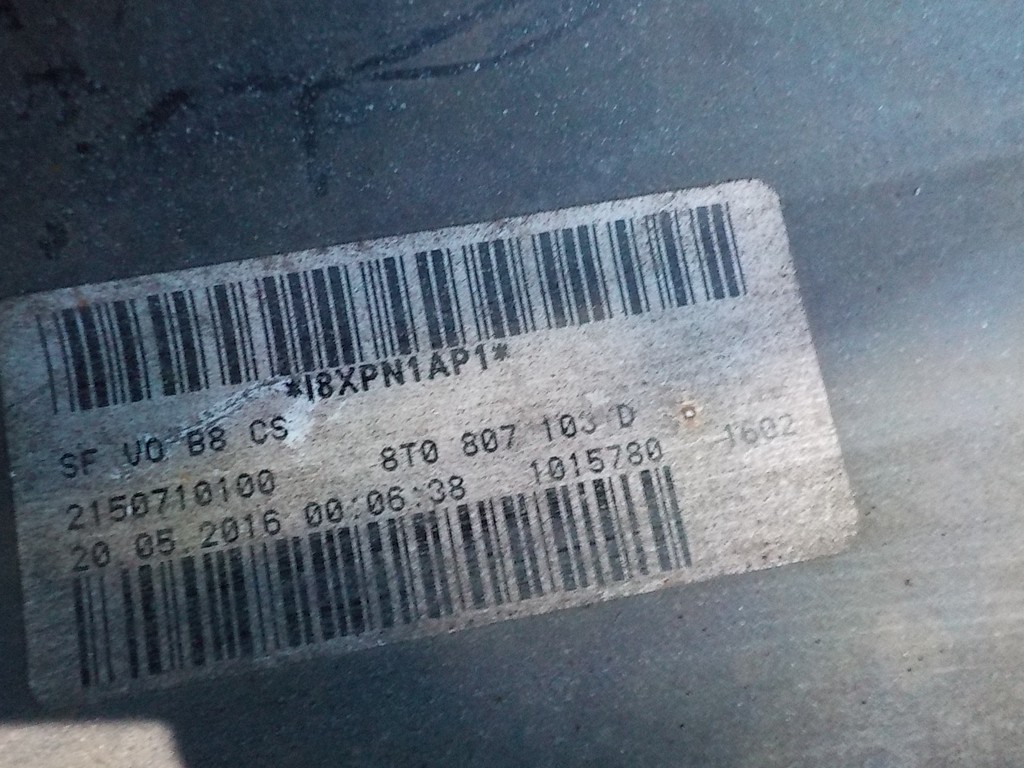 *I8XPN1AP1*
SF VO B8 CS
2150710100 8T0 807 103 D 1602
20.05.2016 00:06:38 1015780